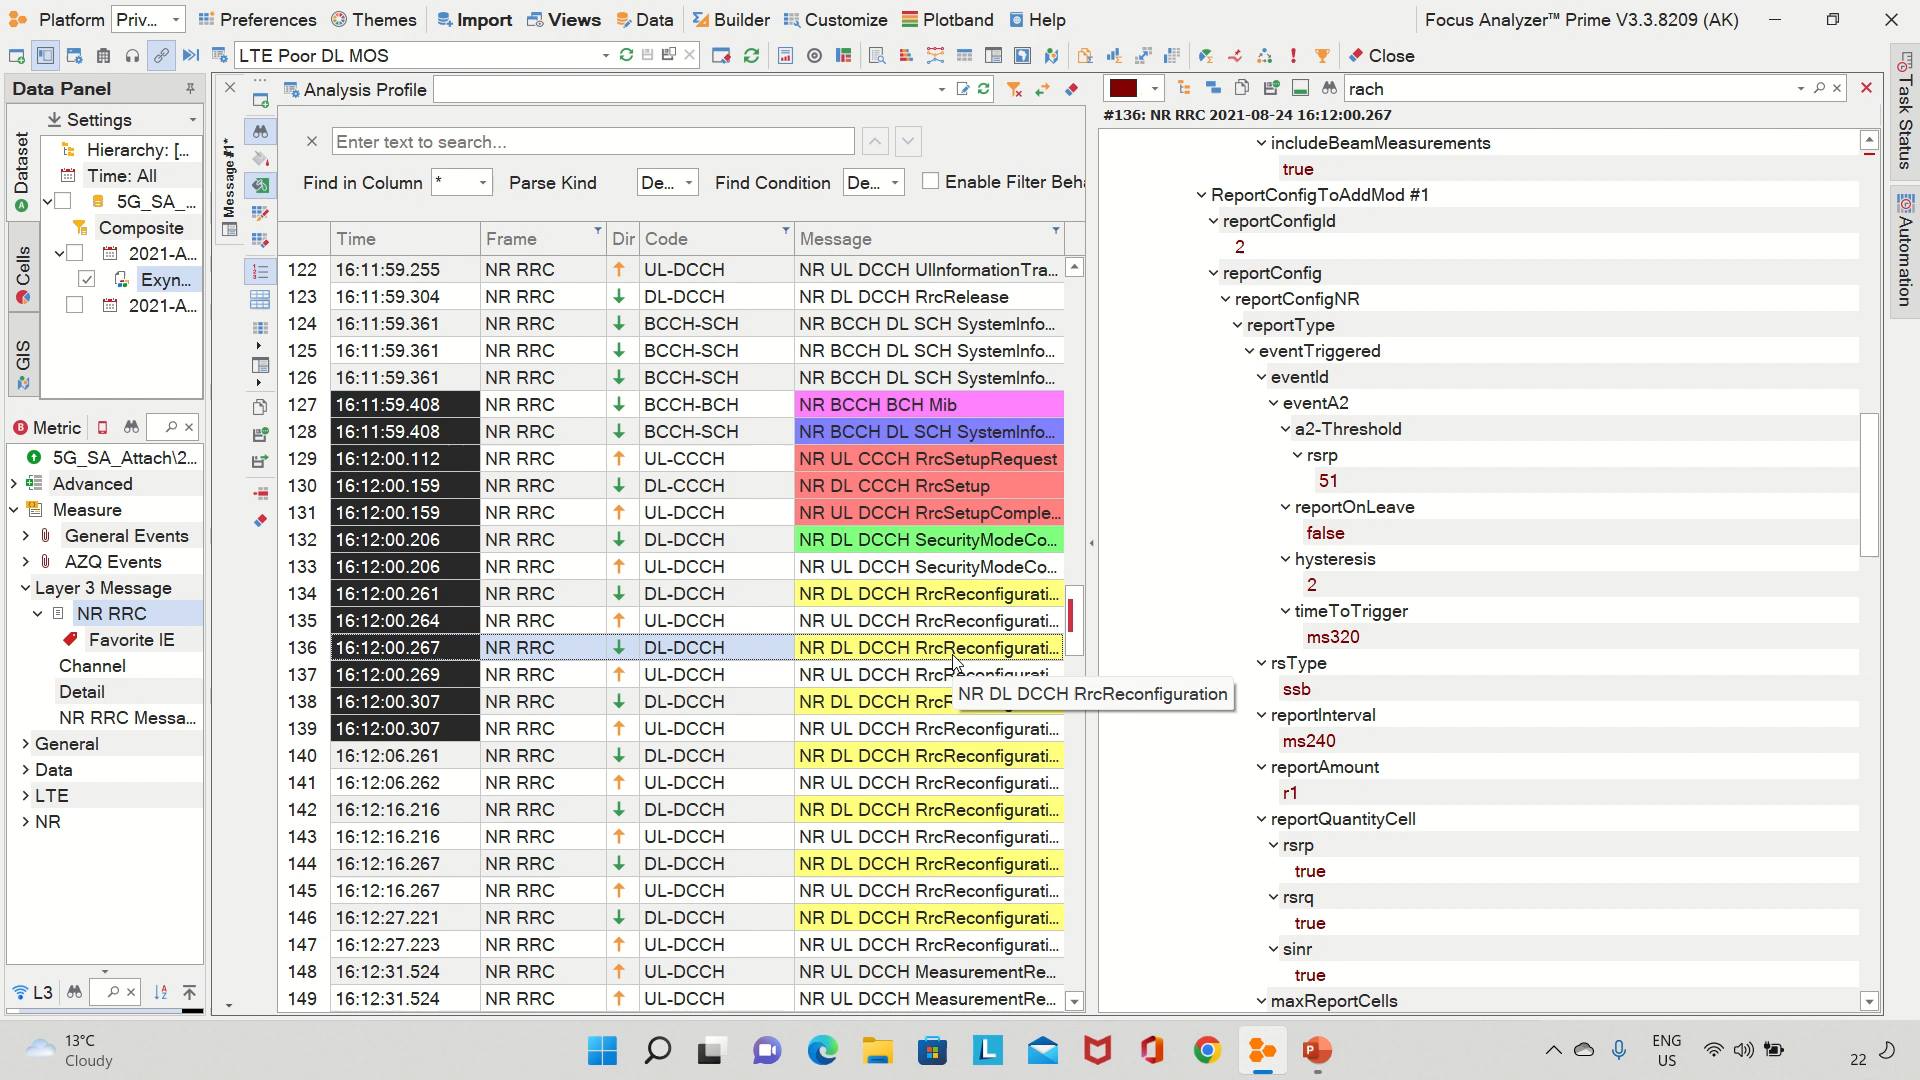 Platform Priv... Preferences Themes Import Views Data Builder Customize Plotband Help Focus Analyzer™ Prime V3.3.8209 (AK)
LTE Poor DL MOS Close
Data Panel
Settings
Hierarchy: [...
Time: All
5G_SA_...
Composite
2021-A...
Exyn...
2021-A...
Dataset
Cells
GIS
Metric
5G_SA_Attach\2...
Advanced
Measure
General Events
AZQ Events
Layer 3 Message
NR RRC
Favorite IE
Channel
Detail
NR RRC Messa...
General
Data
LTE
NR
L3
Message #1*
Analysis Profile
Enter text to search...
Find in Column * Parse Kind De... Find Condition De... Enable Filter Beha
Time Frame Dir Code Message
122 16:11:59.255 NR RRC UL-DCCH NR UL DCCH UlInformationTra...
123 16:11:59.304 NR RRC DL-DCCH NR DL DCCH RrcRelease
124 16:11:59.361 NR RRC BCCH-SCH NR BCCH DL SCH SystemInfo...
125 16:11:59.361 NR RRC BCCH-SCH NR BCCH DL SCH SystemInfo...
126 16:11:59.361 NR RRC BCCH-SCH NR BCCH DL SCH SystemInfo...
127 16:11:59.408 NR RRC BCCH-BCH NR BCCH BCH Mib
128 16:11:59.408 NR RRC BCCH-SCH NR BCCH DL SCH SystemInfo...
129 16:12:00.112 NR RRC UL-CCCH NR UL CCCH RrcSetupRequest
130 16:12:00.159 NR RRC DL-CCCH NR DL CCCH RrcSetup
131 16:12:00.159 NR RRC UL-DCCH NR UL DCCH RrcSetupComple...
132 16:12:00.206 NR RRC DL-DCCH NR DL DCCH SecurityModeCo...
133 16:12:00.206 NR RRC UL-DCCH NR UL DCCH SecurityModeCo...
134 16:12:00.261 NR RRC DL-DCCH NR DL DCCH RrcReconfigurati...
135 16:12:00.264 NR RRC UL-DCCH NR UL DCCH RrcReconfigurati...
136 16:12:00.267 NR RRC DL-DCCH NR DL DCCH RrcReconfigurati...
137 16:12:00.269 NR RRC UL-DCCH NR UL DCCH RrcReconfigurati...
NR DL DCCH RrcReconfiguration
138 16:12:00.307 NR RRC DL-DCCH NR DL DCCH
139 16:12:00.307 NR RRC UL-DCCH NR UL DCCH RrcReconfigurati...
140 16:12:06.261 NR RRC DL-DCCH NR DL DCCH RrcReconfigurati...
141 16:12:06.262 NR RRC UL-DCCH NR UL DCCH RrcReconfigurati...
142 16:12:16.216 NR RRC DL-DCCH NR DL DCCH RrcReconfigurati...
143 16:12:16.216 NR RRC UL-DCCH NR UL DCCH RrcReconfigurati...
144 16:12:16.267 NR RRC DL-DCCH NR DL DCCH RrcReconfigurati...
145 16:12:16.267 NR RRC UL-DCCH NR UL DCCH RrcReconfigurati...
146 16:12:27.221 NR RRC DL-DCCH NR DL DCCH RrcReconfigurati...
147 16:12:27.223 NR RRC UL-DCCH NR UL DCCH RrcReconfigurati...
148 16:12:31.524 NR RRC UL-DCCH NR UL DCCH MeasurementRe...
149 16:12:31.524 NR RRC UL-DCCH NR UL DCCH MeasurementRe...
rach
#136: NR RRC 2021-08-24 16:12:00.267
includeBeamMeasurements
true
ReportConfigToAddMod #1
reportConfigId
2
reportConfig
reportConfigNR
reportType
eventTriggered
eventId
eventA2
a2-Threshold
rsrp
51
reportOnLeave
false
hysteresis
2
timeToTrigger
ms320
rsType
ssb
reportInterval
ms240
reportAmount
r1
reportQuantityCell
rsrp
true
rsrq
true
sinr
true
maxReportCells
Task Status
Automation
13°C
Cloudy
ENG
US
22